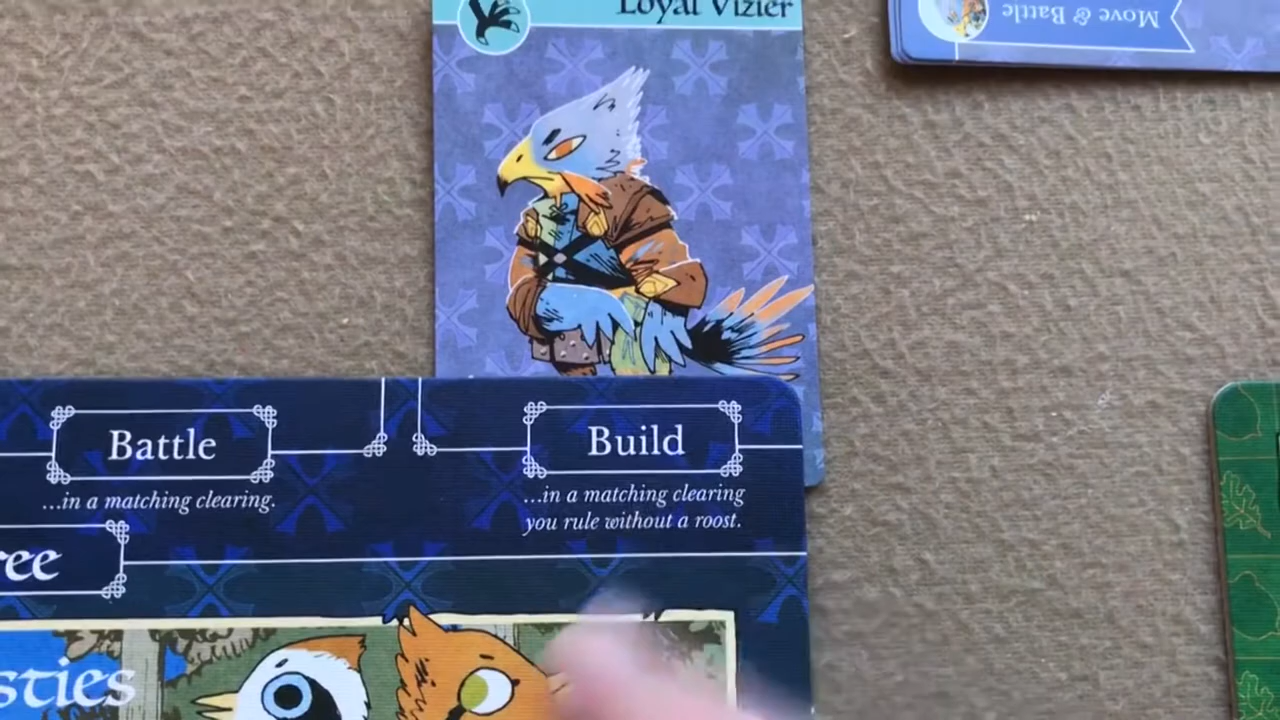 Loyal Vizier
Move & Battle
Battle
...in a matching clearing.
Build
...in a matching clearing
you rule without a roost.
ree
sties